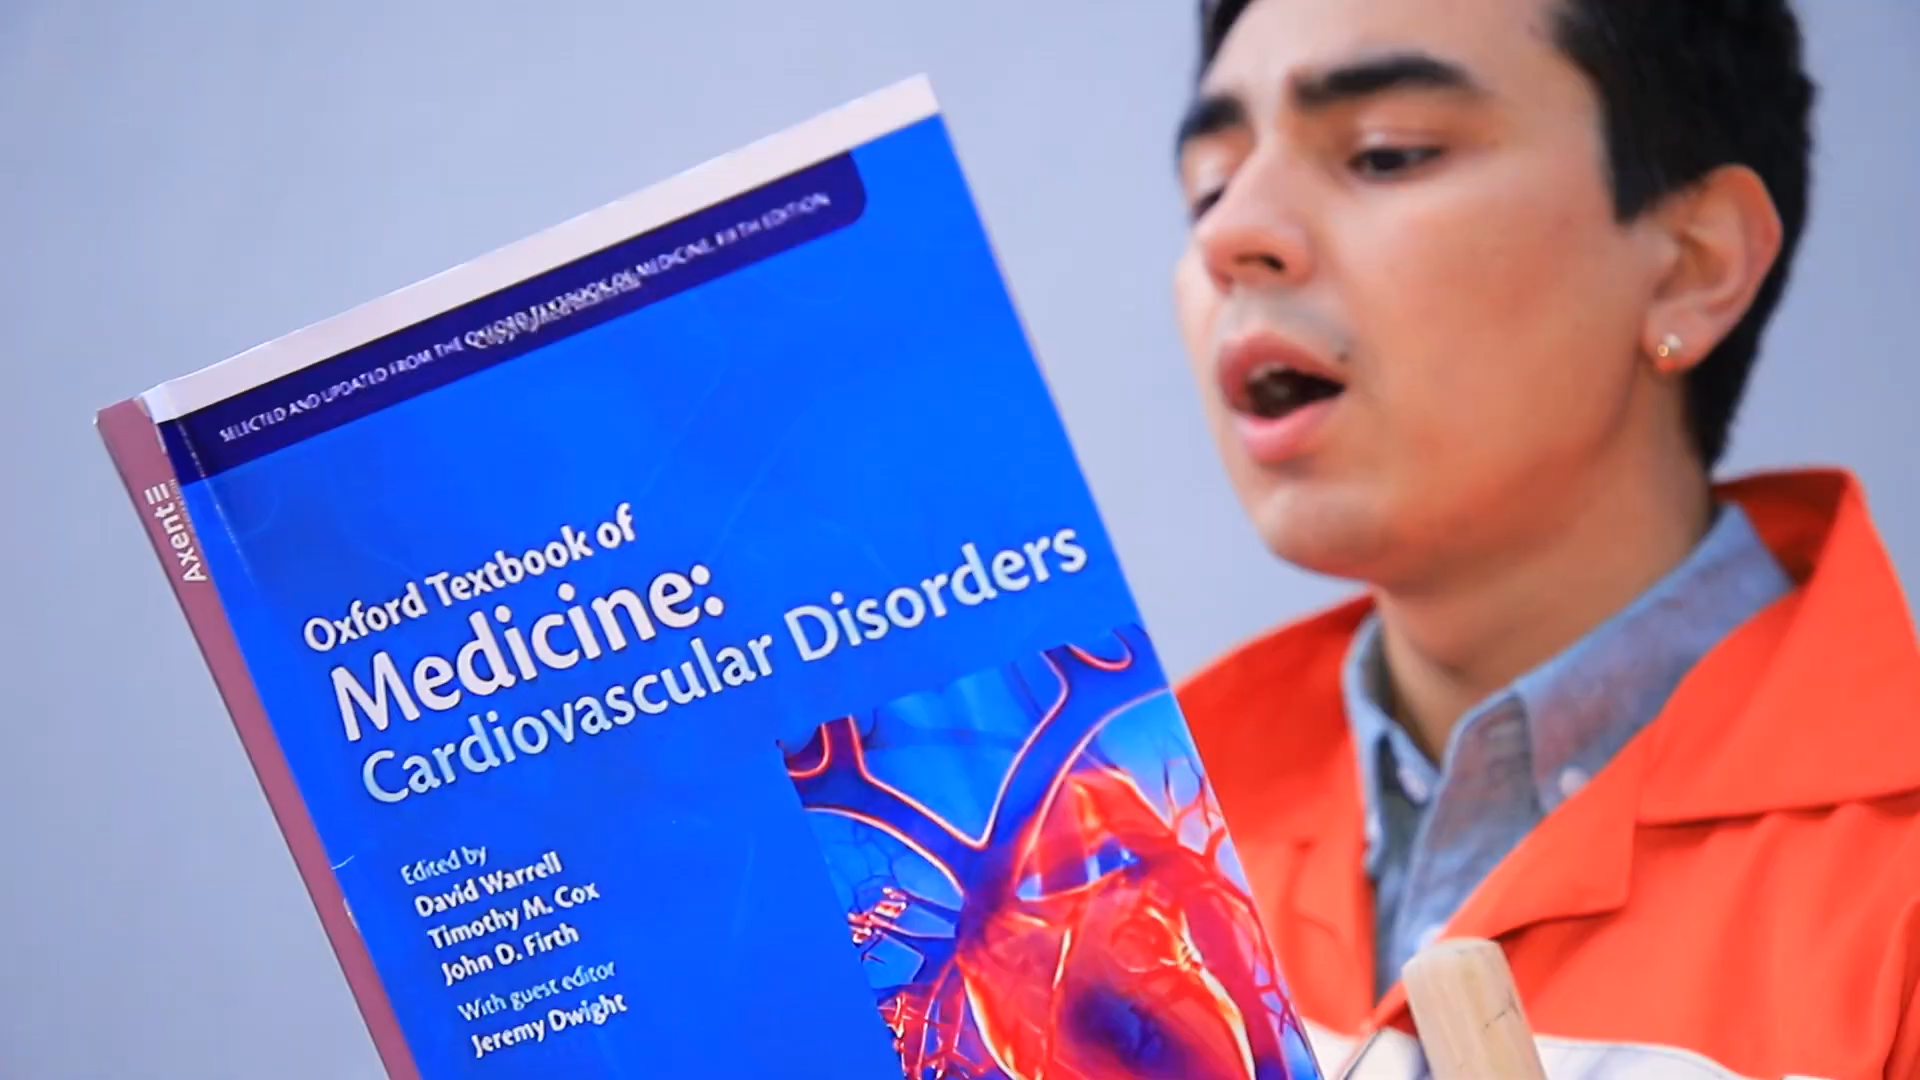 SELECTED AND UPDATED FROM THE OXFORD TEXTBOOK OF MEDICINE, FIFTH EDITION
Axent
Oxford Textbook of
Medicine:
Cardiovascular Disorders
Edited by
David Warrell
Timothy M. Cox
John D. Firth
With guest editor
Jeremy Dwight